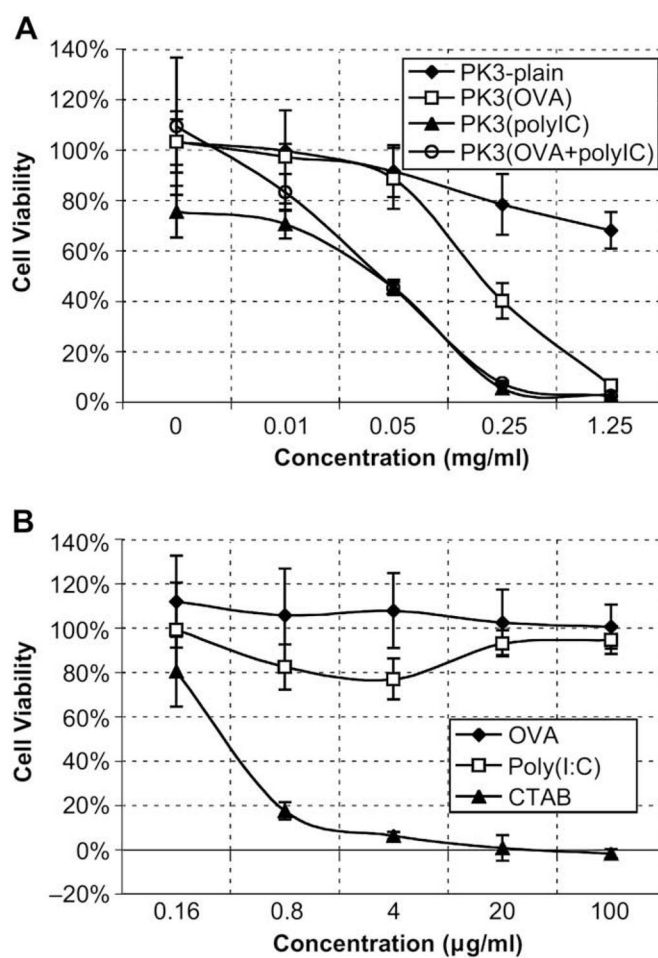 A
140%
120%
100%
80%
60%
40%
20%
0%
Cell Viability
PK3-plain
PK3(OVA)
PK3(polyIC)
PK3(OVA+polyIC)
0 0.01 0.05 0.25 1.25
Concentration (mg/ml)
B
140%
120%
100%
80%
60%
40%
20%
0%
–20%
Cell Viability
OVA
Poly(I:C)
CTAB
0.16 0.8 4 20 100
Concentration (µg/ml)